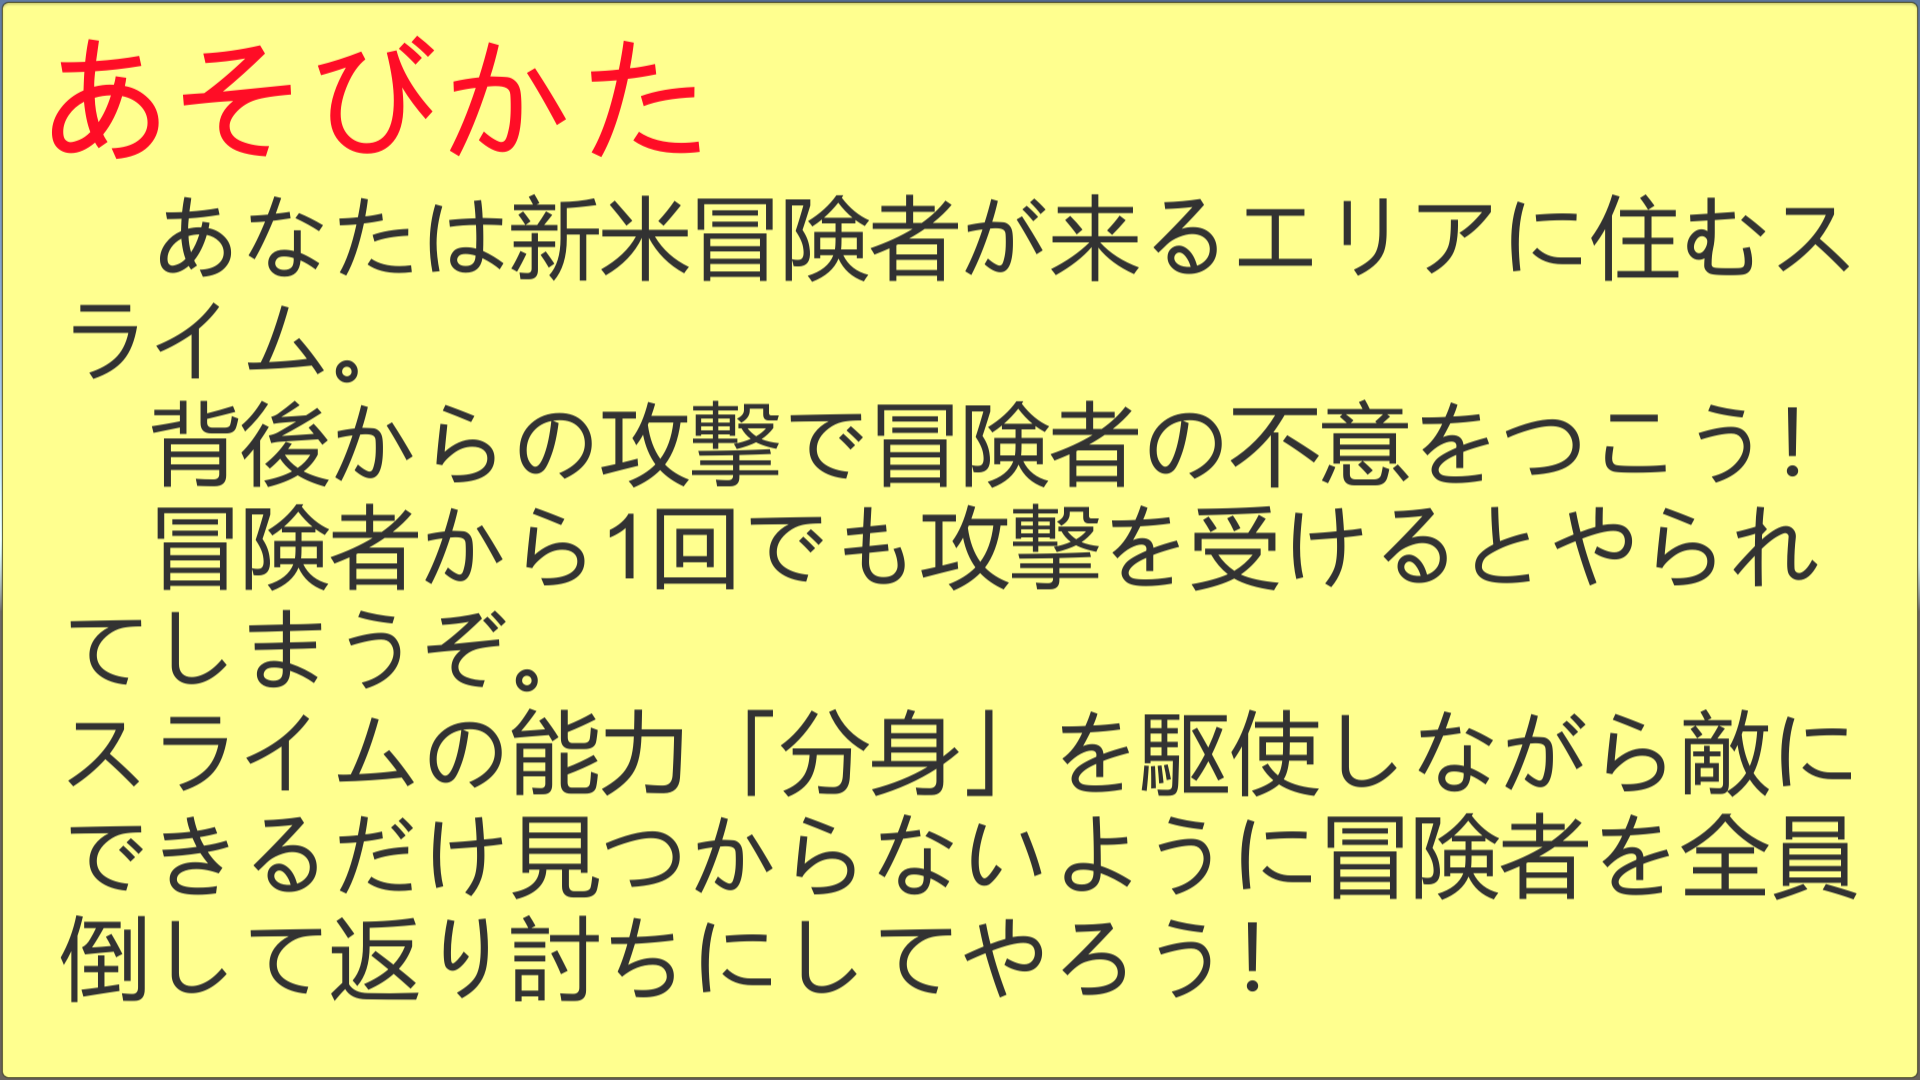 あそびかた
　あなたは新米冒険者が来るエリアに住むス
ライム。
　背後からの攻撃で冒険者の不意をつこう！
　冒険者から1回でも攻撃を受けるとやられ
てしまうぞ。
スライムの能力「分身」を駆使しながら敵に
できるだけ見つからないように冒険者を全員
倒して返り討ちにしてやろう！